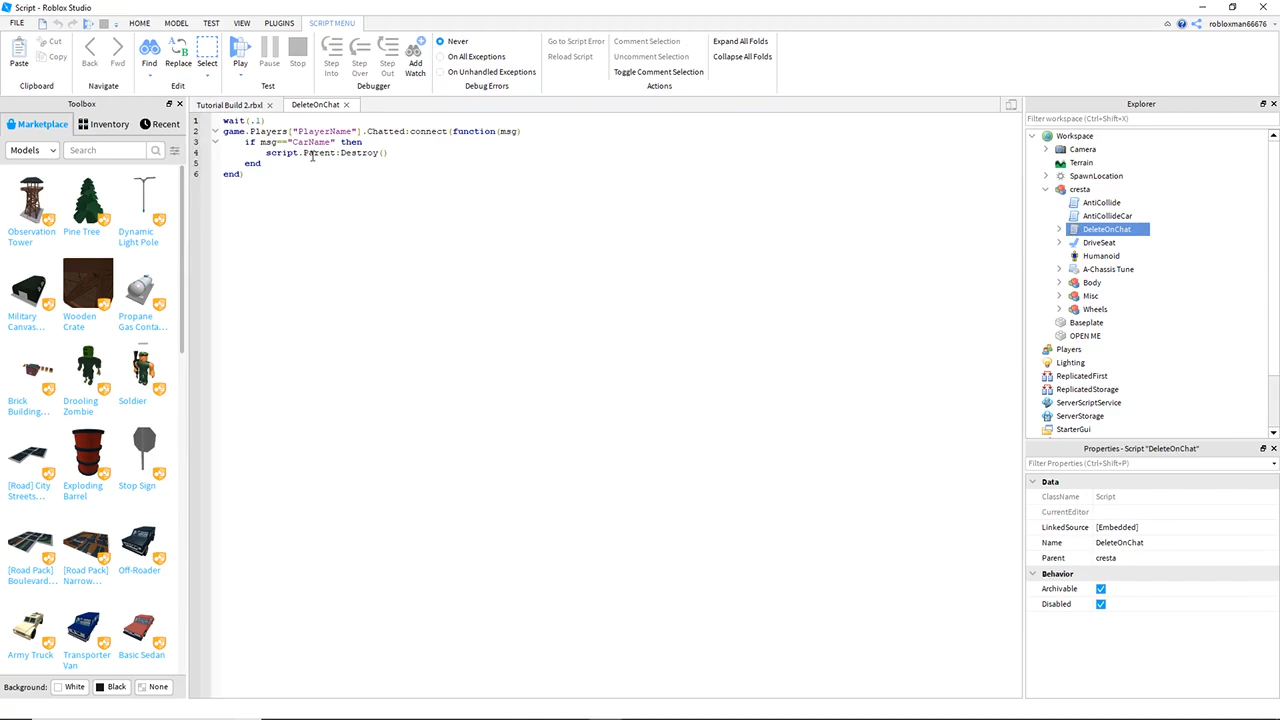 Script - Roblox Studio
FILE HOME MODEL TEST VIEW PLUGINS SCRIPT MENU robloxman66676
Paste Cut Copy Back Fwd Find Replace Select Play Pause Stop Step Into Step Over Step Out Add Watch
Never
On All Exceptions
On Unhandled Exceptions
Go to Script Error
Reload Script
Comment Selection
Uncomment Selection
Toggle Comment Selection
Expand All Folds
Collapse All Folds
Clipboard Navigate Edit Test Debugger Debug Errors Actions
Toolbox
Marketplace Inventory Recent
Models Search
Observation Tower
Pine Tree
Dynamic Light Pole
Military Canvas...
Wooden Crate
Propane Gas Conta...
Brick Building...
Drooling Zombie
Soldier
[Road] City Streets...
Exploding Barrel
Stop Sign
[Road Pack] Boulevard...
[Road Pack] Narrow...
Off-Roader
Army Truck
Transporter Van
Basic Sedan
Background: White Black None
Tutorial Build 2.rbxl DeleteOnChat
1 wait(.1)
2 game.Players["PlayerName"].Chatted:connect(function(msg)
3 if msg=="CarName" then
4 script.Parent:Destroy()
5 end
6 end)
Explorer
Filter workspace (Ctrl+Shift+X)
Workspace
Camera
Terrain
SpawnLocation
cresta
AntiCollide
AntiCollideCar
DeleteOnChat
DriveSeat
Humanoid
A-Chassis Tune
Body
Misc
Wheels
Baseplate
OPEN ME
Players
Lighting
ReplicatedFirst
ReplicatedStorage
ServerScriptService
ServerStorage
StarterGui
Properties - Script "DeleteOnChat"
Filter Properties (Ctrl+Shift+P)
Data
ClassName Script
CurrentEditor
LinkedSource [Embedded]
Name DeleteOnChat
Parent cresta
Behavior
Archivable
Disabled